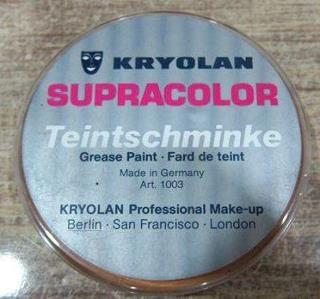 KRYOLAN
SUPRACOLOR
Teintschminke
Grease Paint · Fard de teint
Made in Germany
Art. 1003
KRYOLAN Professional Make-up
Berlin · San Francisco · London